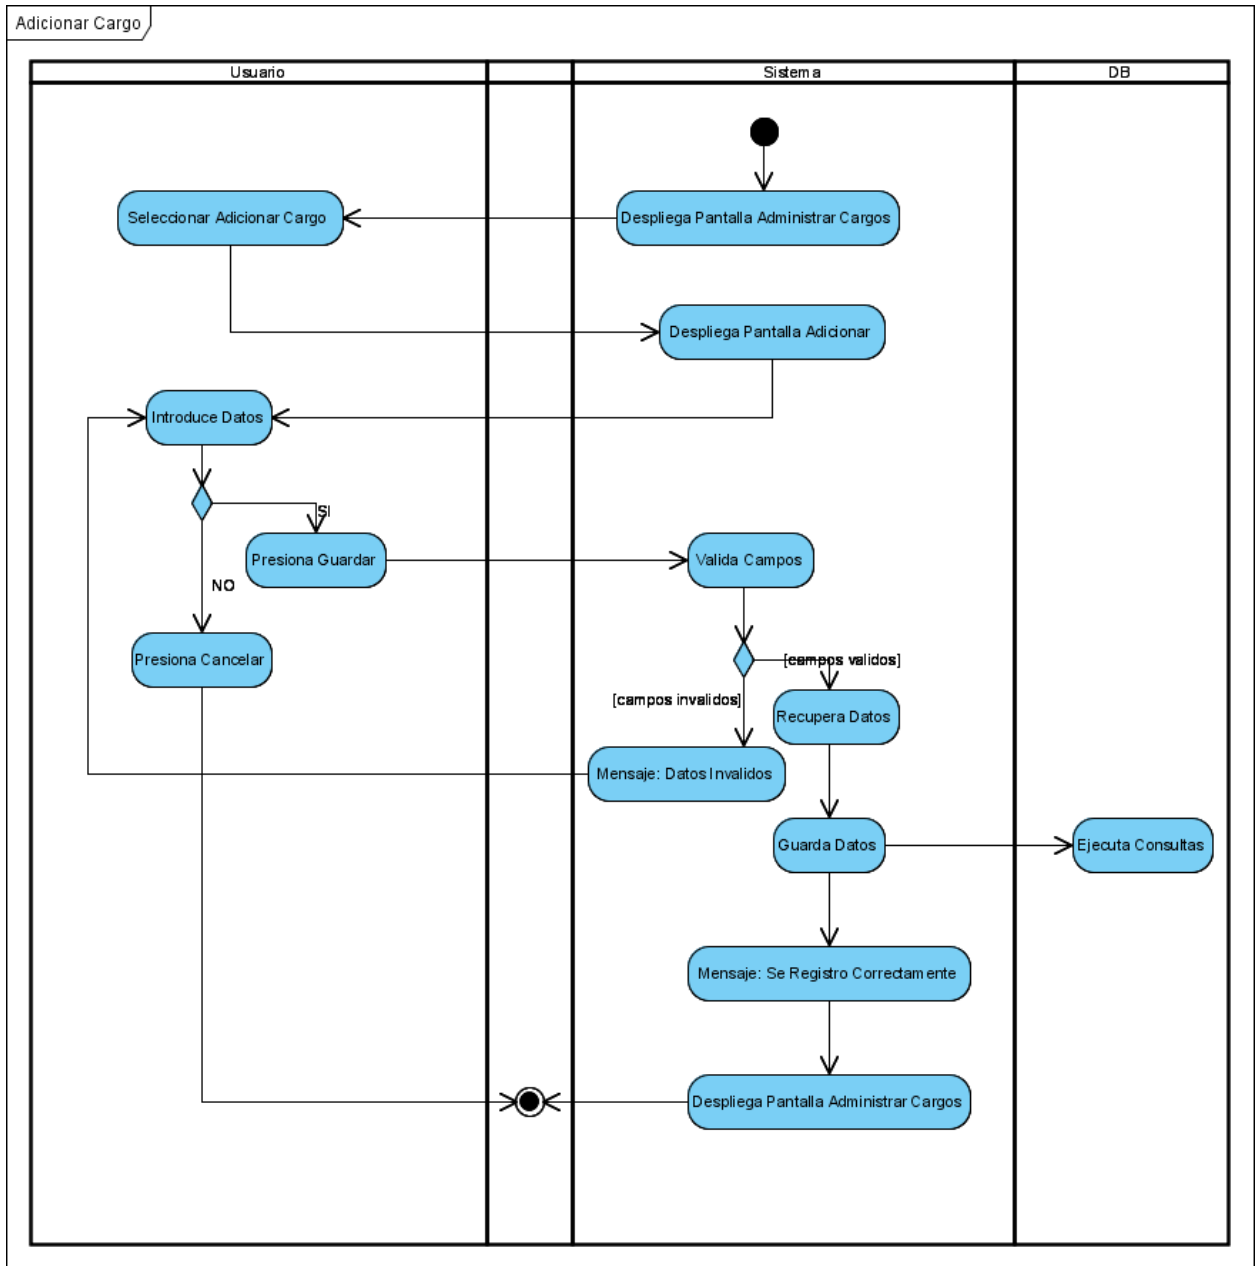 Adicionar Cargo
Usuario
Sistema
DB
Seleccionar Adicionar Cargo
Despliega Pantalla Administrar Cargos
Despliega Pantalla Adicionar
Introduce Datos
SI
Presiona Guardar
Valida Campos
NO
Presiona Cancelar
[campos validos]
[campos invalidos]
Recupera Datos
Mensaje: Datos Invalidos
Guarda Datos
Ejecuta Consultas
Mensaje: Se Registro Correctamente
Despliega Pantalla Administrar Cargos